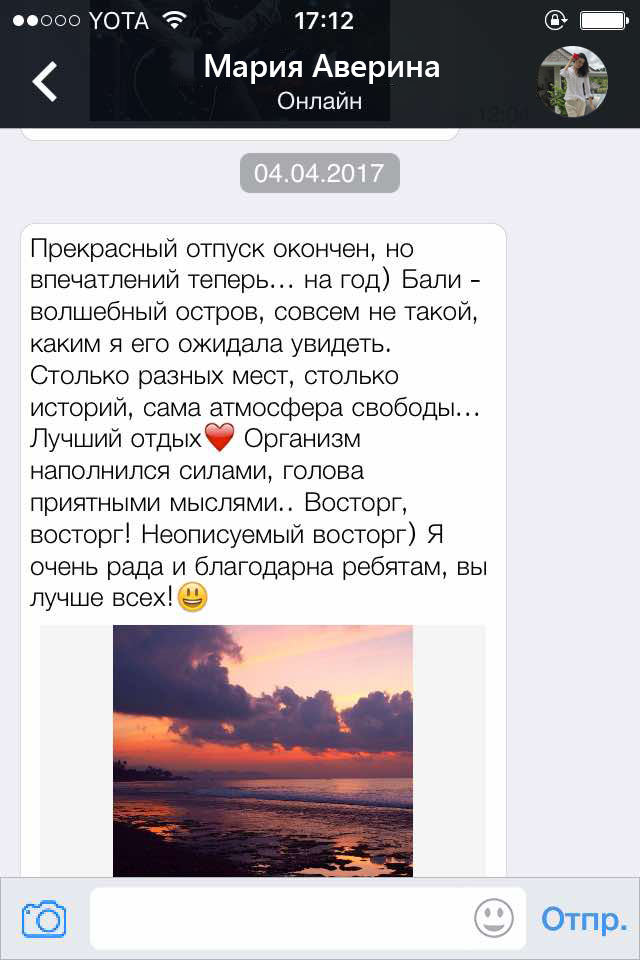 YOTA 17:12
Мария Аверина
Онлайн
12:04
04.04.2017
Прекрасный отпуск окончен, но
впечатлений теперь... на год) Бали -
волшебный остров, совсем не такой,
каким я его ожидала увидеть.
Столько разных мест, столько
историй, сама атмосфера свободы...
Лучший отдых❤️ Организм
наполнился силами, голова
приятными мыслями.. Восторг,
восторг! Неописуемый восторг) Я
очень рада и благодарна ребятам, вы
лучше всех!😃
Отпр.